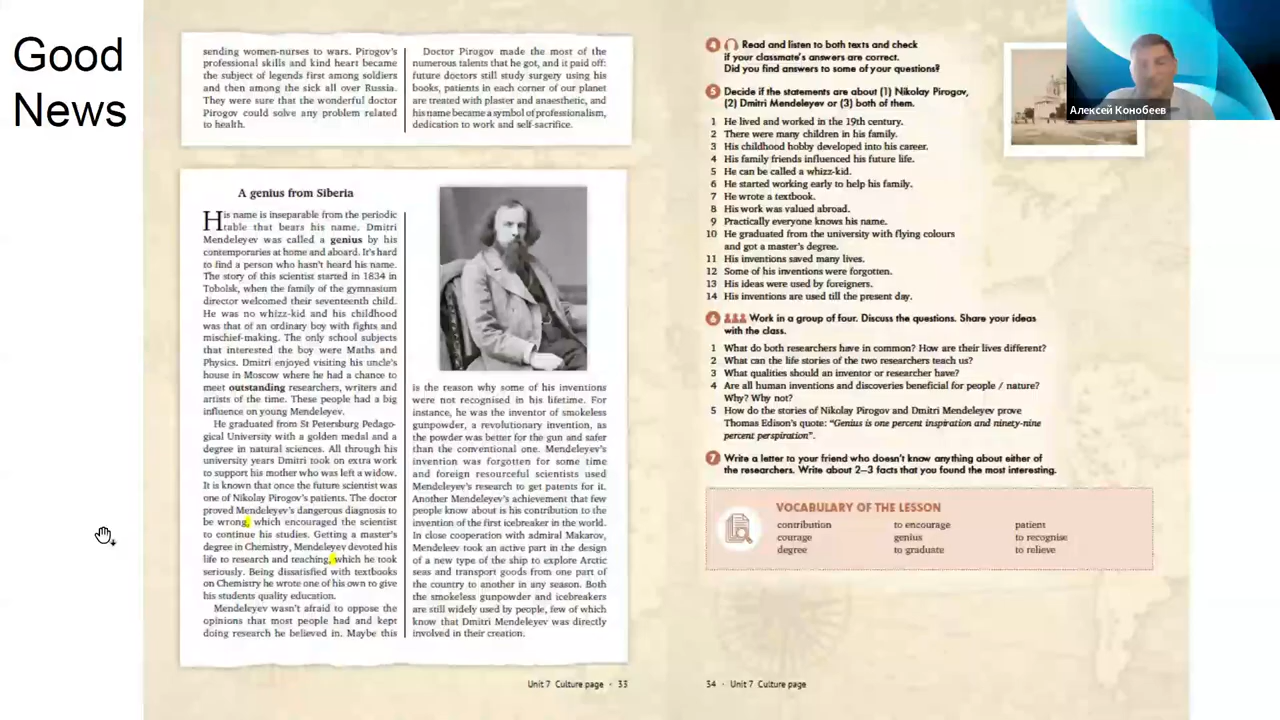 Good
News
sending women-nurses to wars. Pirogov's
professional skills and kind heart became
the subject of legends first among soldiers
and then among the sick all over Russia.
They were sure that the wonderful doctor
Pirogov could solve any problem related
to health.
Doctor Pirogov made the most of the
numerous talents that he got, and it paid off:
future doctors still study surgery using his
books, patients in each corner of our planet
are treated with plaster and anaesthetic, and
his name became a symbol of professionalism,
dedication to work and self-sacrifice.
A genius from Siberia
His name is inseparable from the periodic
table that bears his name. Dmitri
Mendeleyev was called a genius by his
contemporaries at home and aboard. It's hard
to find a person who hasn't heard his name.
The story of this scientist started in 1834 in
Tobolsk, when the family of the gymnasium
director welcomed their seventeenth child.
He was no whizz-kid and his childhood
was that of an ordinary boy with fights and
mischief-making. The only school subjects
that interested the boy were Maths and
Physics. Dmitri enjoyed visiting his uncle's
house in Moscow where he had a chance to
meet outstanding researchers, writers and
artists of the time. These people had a big
influence on young Mendeleyev.
He graduated from St Petersburg Pedago-
gical University with a golden medal and a
degree in natural sciences. All through his
university years Dmitri took on extra work
to support his mother who was left a widow.
It is known that once the future scientist was
one of Nikolay Pirogov's patients. The doctor
proved Mendeleyev's dangerous diagnosis to
be wrong, which encouraged the scientist
to continue his studies. Getting a master's
degree in Chemistry, Mendeleyev devoted his
life to research and teaching, which he took
seriously. Being dissatisfied with textbooks
on Chemistry he wrote one of his own to give
his students quality education.
Mendeleyev wasn't afraid to oppose the
opinions that most people had and kept
doing research he believed in. Maybe this
is the reason why some of his inventions
were not recognised in his lifetime. For
instance, he was the inventor of smokeless
gunpowder, a revolutionary invention, as
the powder was better for the gun and safer
than the conventional one. Mendeleyev's
invention was forgotten for some time
and foreign resourceful scientists used
Mendeleyev's research to get patents for it.
Another Mendeleyev's achievement that few
people know about is his contribution to the
invention of the first icebreaker in the world.
In close cooperation with admiral Makarov,
Mendeleev took an active part in the design
of a new type of the ship to explore Arctic
seas and transport goods from one part of
the country to another in any season. Both
the smokeless gunpowder and icebreakers
are still widely used by people, few of which
know that Dmitri Mendeleyev was directly
involved in their creation.
Unit 7 Culture page · 33
4 Read and listen to both texts and check
if your classmate's answers are correct.
Did you find answers to some of your questions?
5 Decide if the statements are about (1) Nikolay Pirogov,
(2) Dmitri Mendeleyev or (3) both of them.
1 He lived and worked in the 19th century.
2 There were many children in his family.
3 His childhood hobby developed into his career.
4 His family friends influenced his future life.
5 He can be called a whizz-kid.
6 He started working early to help his family.
7 He wrote a textbook.
8 His work was valued abroad.
9 Practically everyone knows his name.
10 He graduated from the university with flying colours
and got a master's degree.
11 His inventions saved many lives.
12 Some of his inventions were forgotten.
13 His ideas were used by foreigners.
14 His inventions are used till the present day.
6 Work in a group of four. Discuss the questions. Share your ideas
with the class.
1 What do both researchers have in common? How are their lives different?
2 What can the life stories of the two researchers teach us?
3 What qualities should an inventor or researcher have?
4 Are all human inventions and discoveries beneficial for people / nature?
Why? Why not?
5 How do the stories of Nikolay Pirogov and Dmitri Mendeleyev prove
Thomas Edison's quote: "Genius is one percent inspiration and ninety-nine
percent perspiration".
7 Write a letter to your friend who doesn't know anything about either of
the researchers. Write about 2–3 facts that you found the most interesting.
VOCABULARY OF THE LESSON
contribution to encourage patient
courage genius to recognise
degree to graduate to relieve
34 · Unit 7 Culture page
Алексей Конобеев